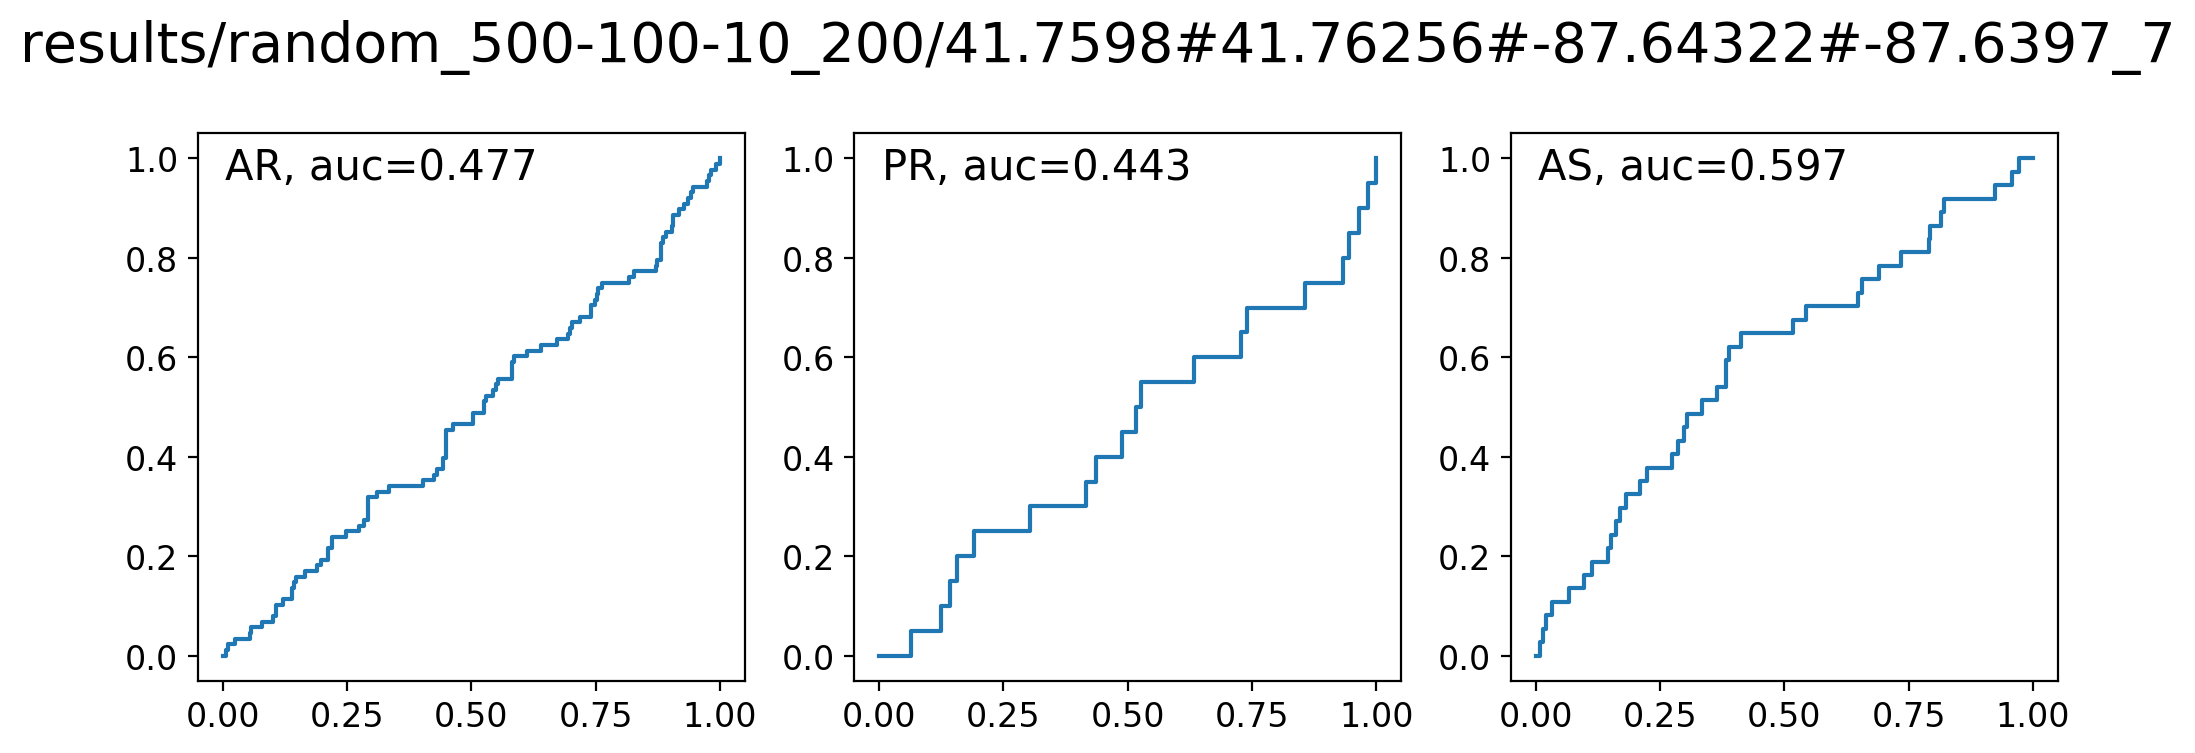 results/random_500-100-10_200/41.7598#41.76256#-87.64322#-87.6397_7
AR, auc=0.477
1.0
0.8
0.6
0.4
0.2
0.0
0.00 0.25 0.50 0.75 1.00
PR, auc=0.443
1.0
0.8
0.6
0.4
0.2
0.0
0.00 0.25 0.50 0.75 1.00
AS, auc=0.597
1.0
0.8
0.6
0.4
0.2
0.0
0.00 0.25 0.50 0.75 1.00